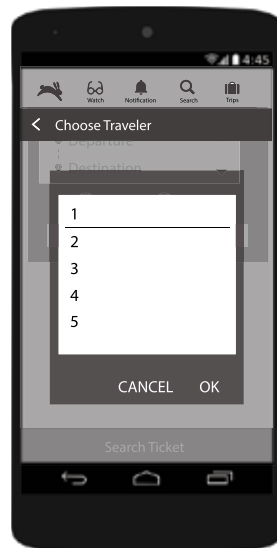 4:45
Watch Notification Search Trips
Choose Traveler
Departure
Destination
1
2
3
4
5
CANCEL OK
Search Ticket